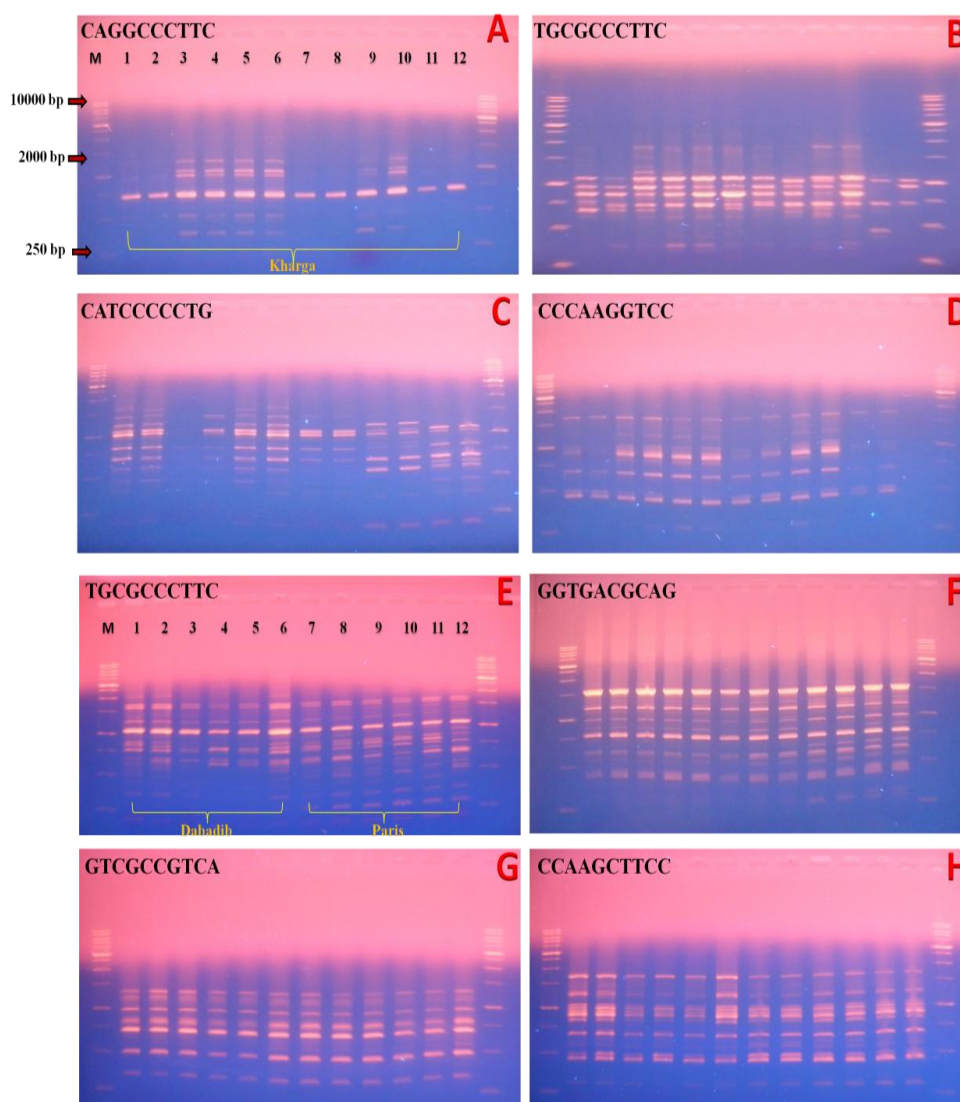 CAGGCCCTTC A
M 1 2 3 4 5 6 7 8 9 10 11 12
10000 bp
2000 bp
250 bp
Kharga
TGCGCCCTTC B
CATCCCCCTG C
CCCAAGGTCC D
TGCGCCCTTC E
M 1 2 3 4 5 6 7 8 9 10 11 12
Dabadib Paris
GGTGACGCAG F
GTCGCCGTCA G
CCAAGCTTCC H